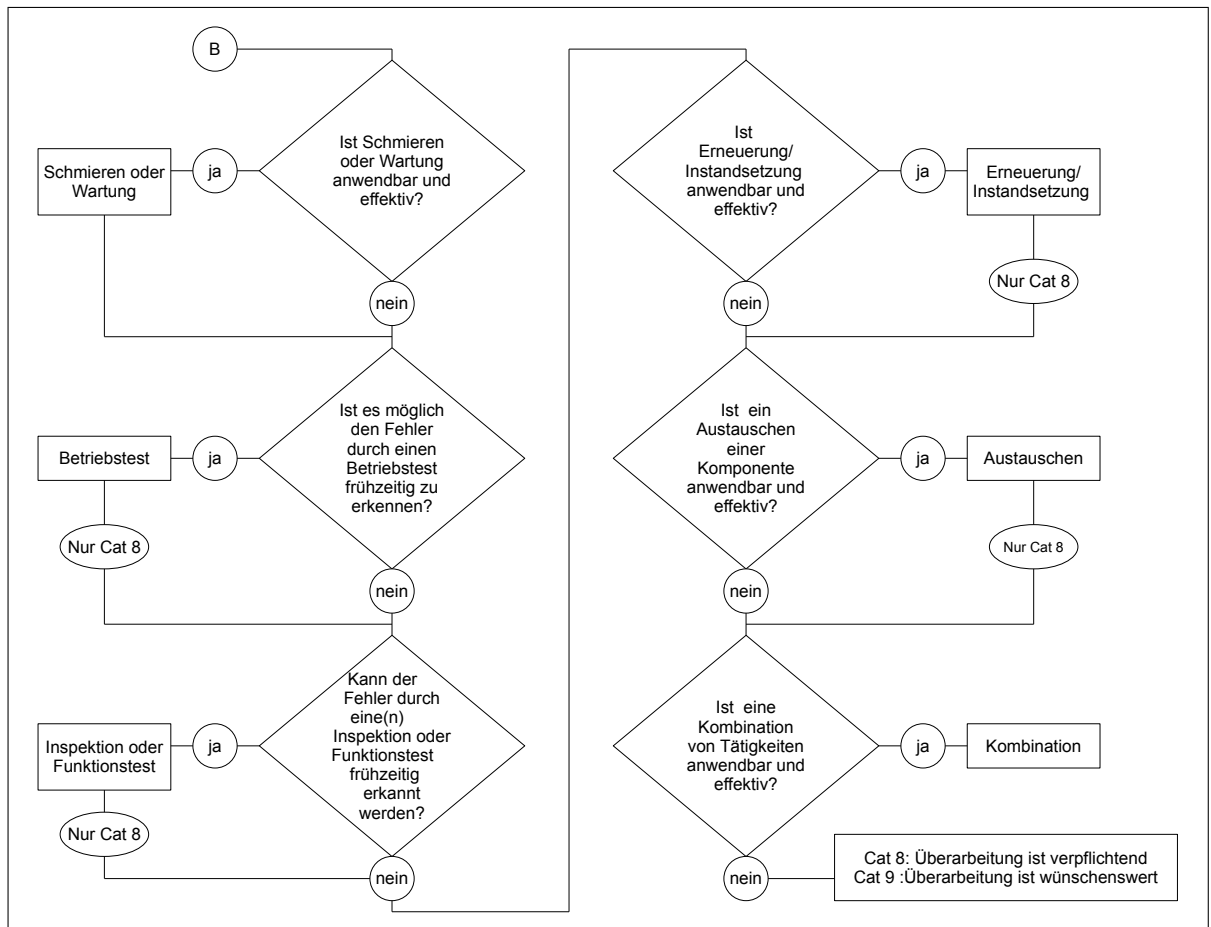 B
Ist Schmieren
oder Wartung
anwendbar und
effektiv?
ja
Schmieren oder
Wartung
nein
Ist es möglich
den Fehler
durch einen
Betriebstest
frühzeitig zu
erkennen?
ja
Betriebstest
Nur Cat 8
nein
Kann der
Fehler durch
eine(n)
Inspektion oder
Funktionstest
frühzeitig
erkannt
werden?
ja
Inspektion oder
Funktionstest
Nur Cat 8
nein
Ist
Erneuerung/
Instandsetzung
anwendbar und
effektiv?
ja
Erneuerung/
Instandsetzung
Nur Cat 8
nein
Ist ein
Austauschen
einer
Komponente
anwendbar und
effektiv?
ja
Austauschen
Nur Cat 8
nein
Ist eine
Kombination
von Tätigkeiten
anwendbar und
effektiv?
ja
Kombination
nein
Cat 8: Überarbeitung ist verpflichtend
Cat 9 :Überarbeitung ist wünschenswert